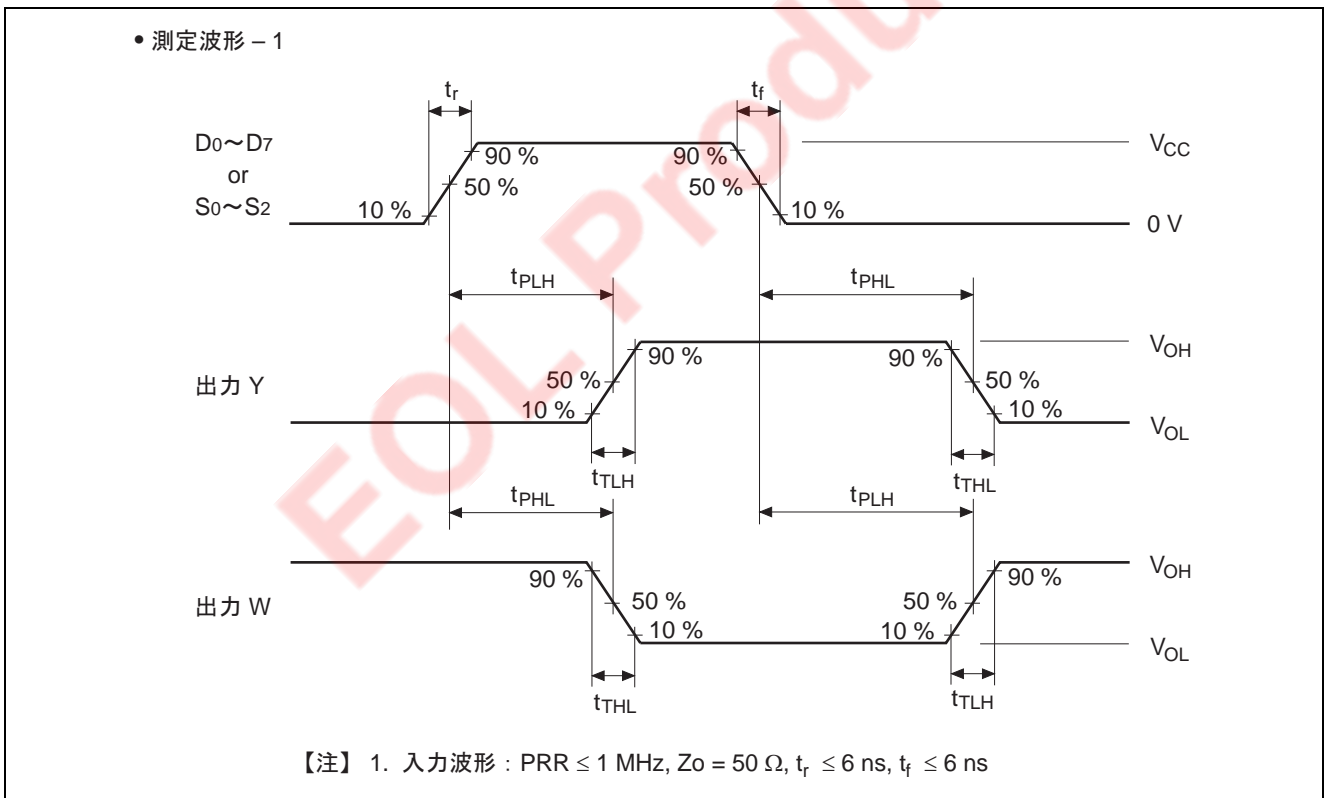 • 測定波形 – 1
tr
tf
D0～D7
or
S0～S2
90 %
90 %
VCC
50 %
50 %
10 %
10 %
0 V
tPLH
tPHL
出力 Y
90 %
90 %
VOH
50 %
50 %
10 %
10 %
VOL
tTLH
tTHL
tPHL
tPLH
出力 W
90 %
90 %
VOH
50 %
50 %
10 %
10 %
VOL
tTHL
tTLH
【注】 1. 入力波形 : PRR ≤ 1 MHz, Zo = 50 Ω, tr ≤ 6 ns, tf ≤ 6 ns
EOL Produ